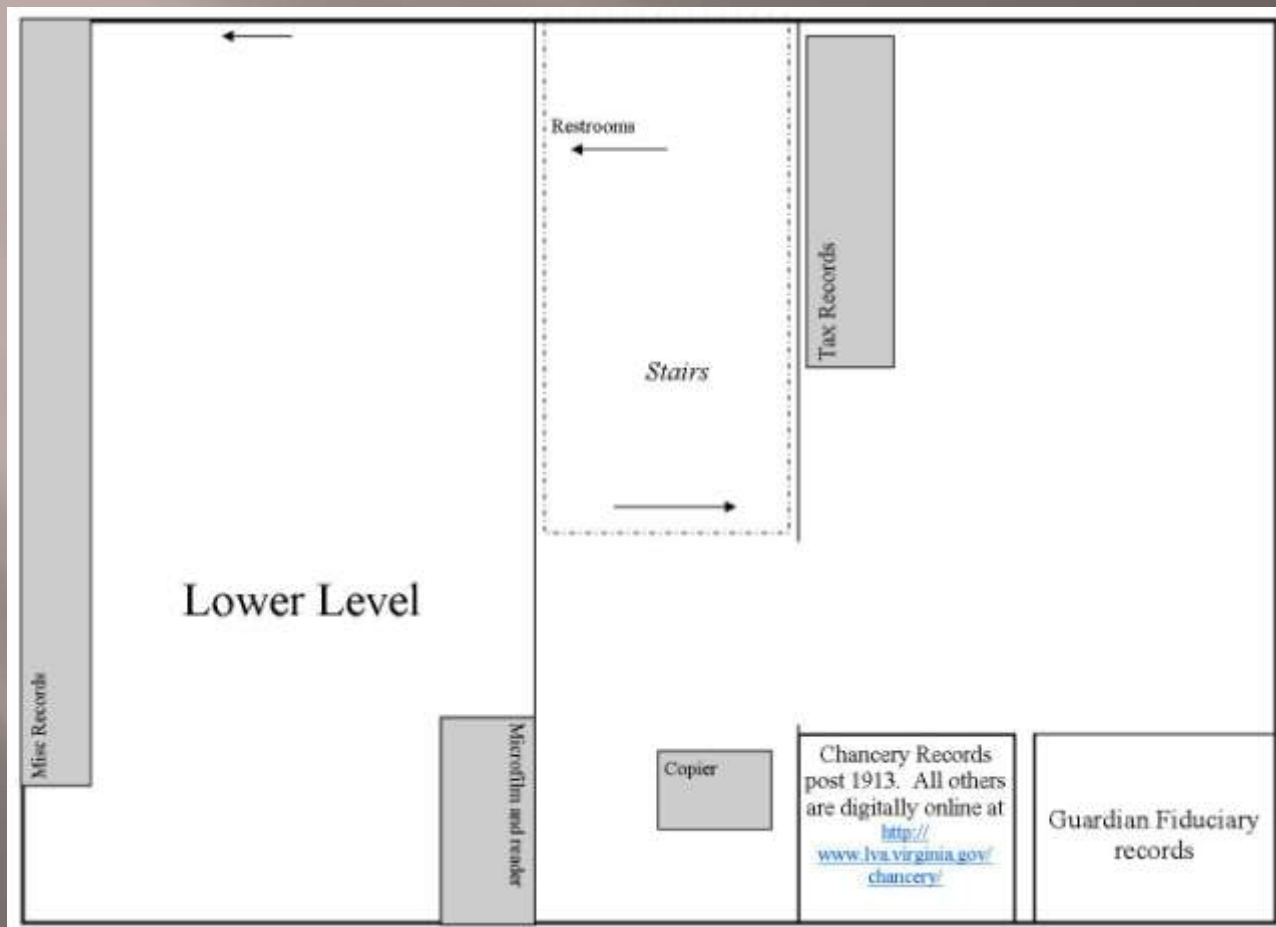 Restrooms
Tax Records
Stairs
Lower Level
Misc Records
Microfilm and reader
Copier
Chancery Records
post 1913. All others
are digitally online at
http://
www.lva.virginia.gov/
chancery/
Guardian Fiduciary
records